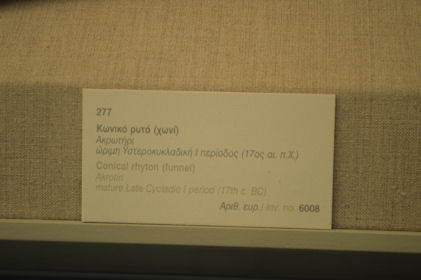 277
Κωνικό ρυτό (χωνί)
Ακρωτήρι
ώριμη Υστεροκυκλαδική Ι περίοδος (17ος αι. π.Χ.)
Conical rhyton (funnel)
Akrotiri
mature Late Cycladic I period (17th c. BC)
Αριθ. ευρ./ Inv. no. 6008